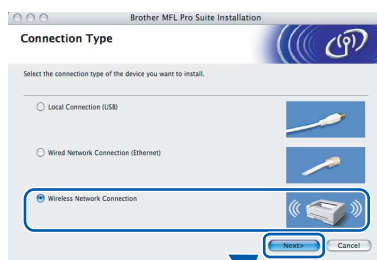 Brother MFL Pro Suite Installation
Connection Type
Select the connection type of the device you want to install.
Local Connection (USB)
Wired Network Connection (Ethernet)
Wireless Network Connection
Next> Cancel